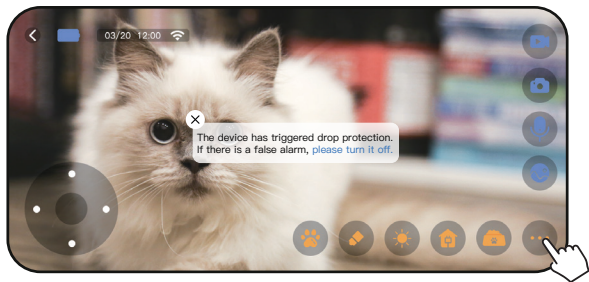 03/20 12:00
The device has triggered drop protection.
If there is a false alarm, please turn it off.